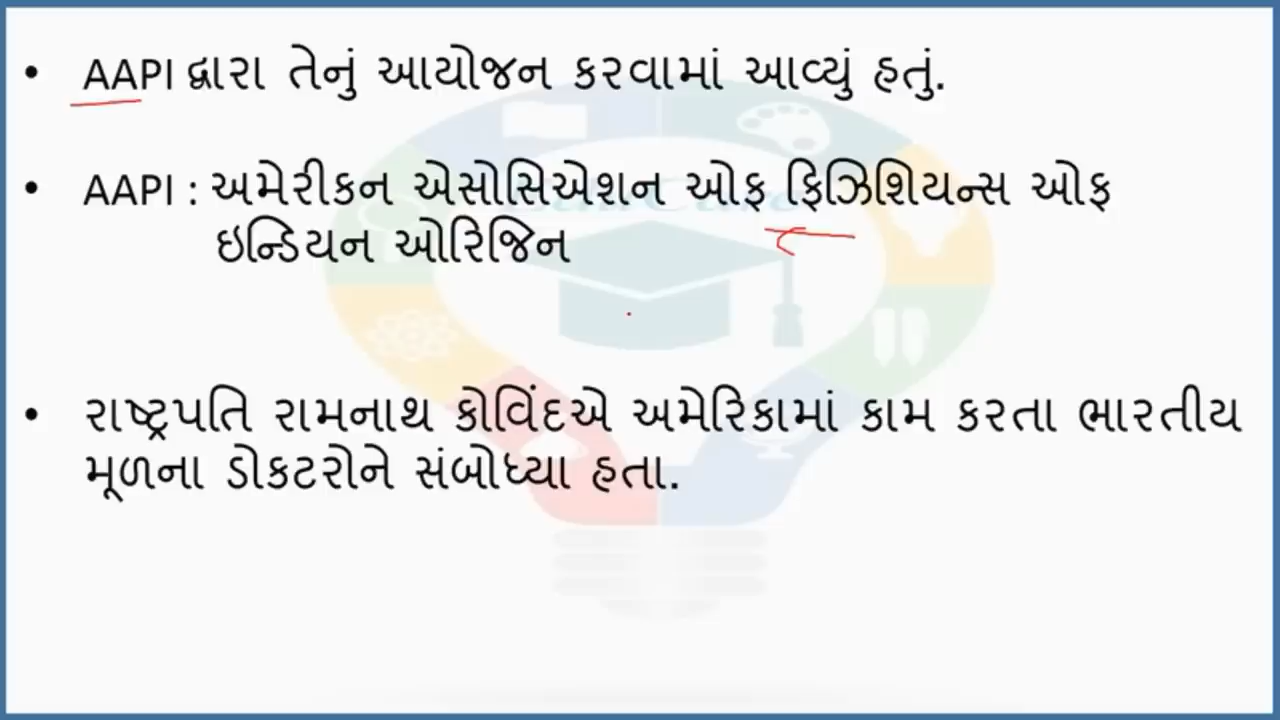 • AAPI દ્વારા તેનું આયોજન કરવામાં આવ્યું હતું.
• AAPI : અમેરીકન એસોસિએશન ઓફ ફિઝિશિયન્સ ઓફ
ઇન્ડિયન ઓરિજિન
• રાષ્ટ્રપતિ રામનાથ કોવિંદએ અમેરિકામાં કામ કરતા ભારતીય
મૂળના ડોકટરોને સંબોધ્યા હતા.